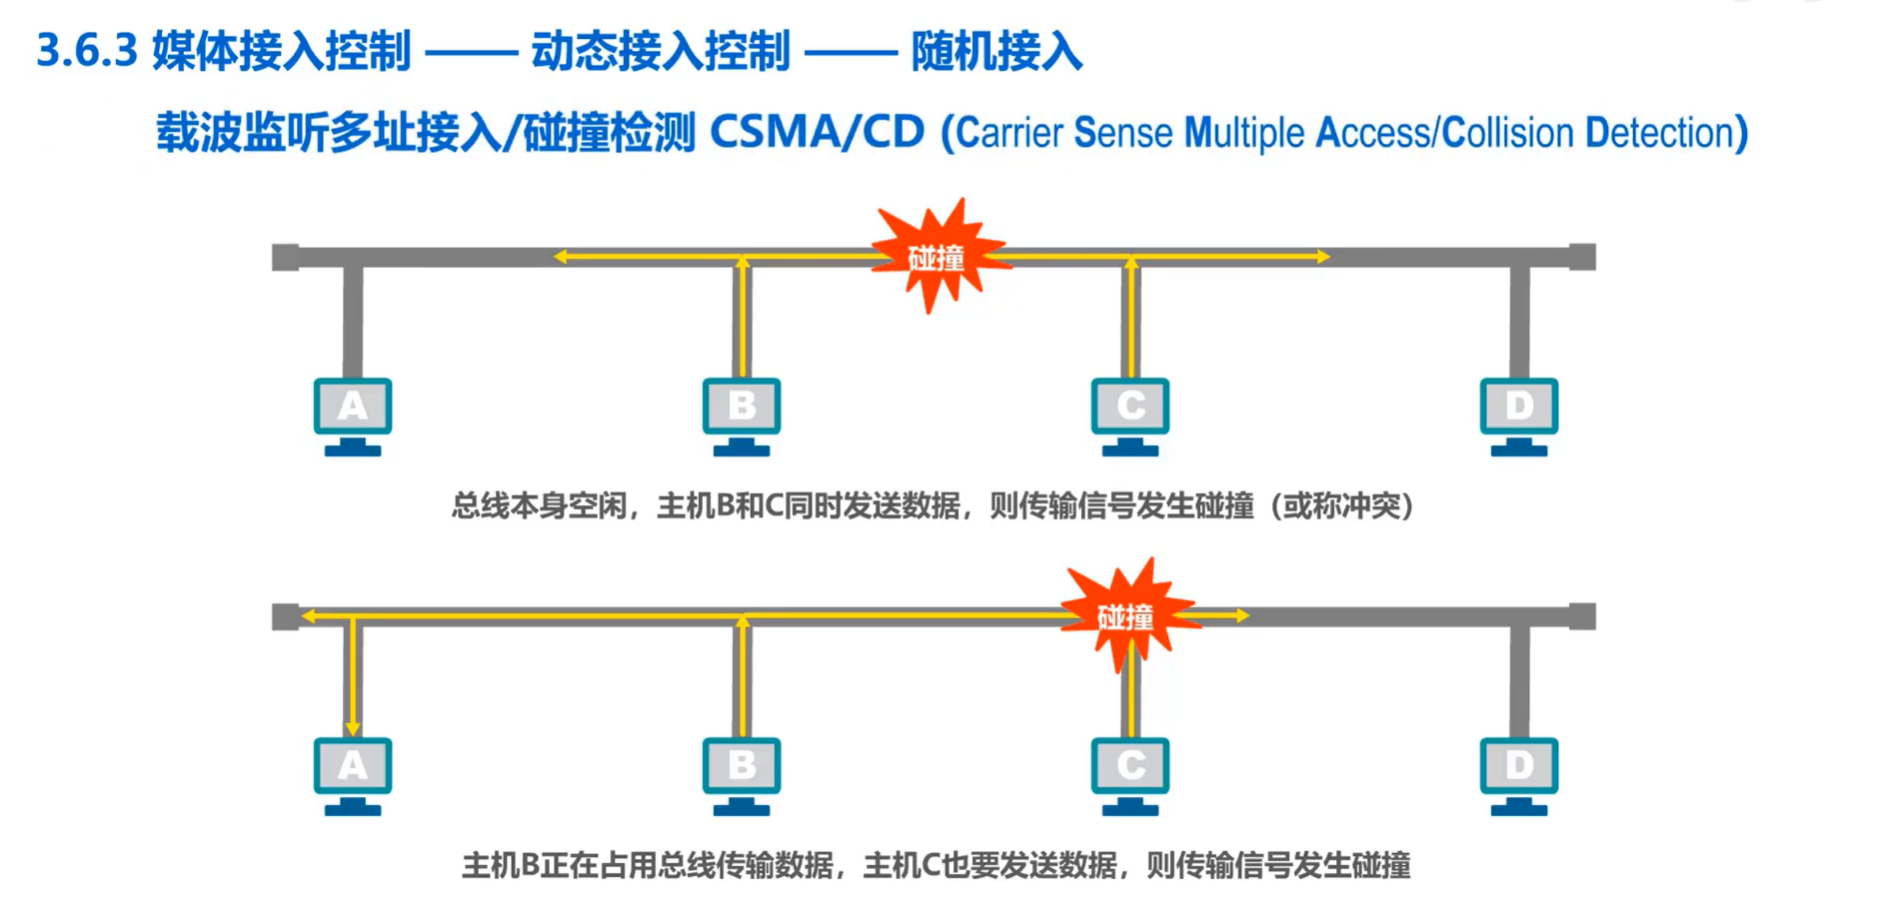 3.6.3 媒体接入控制 —— 动态接入控制 —— 随机接入
载波监听多址接入/碰撞检测 CSMA/CD (Carrier Sense Multiple Access/Collision Detection)
碰撞
A B C D
总线本身空闲，主机B和C同时发送数据，则传输信号发生碰撞（或称冲突）
碰撞
A B C D
主机B正在占用总线传输数据，主机C也要发送数据，则传输信号发生碰撞